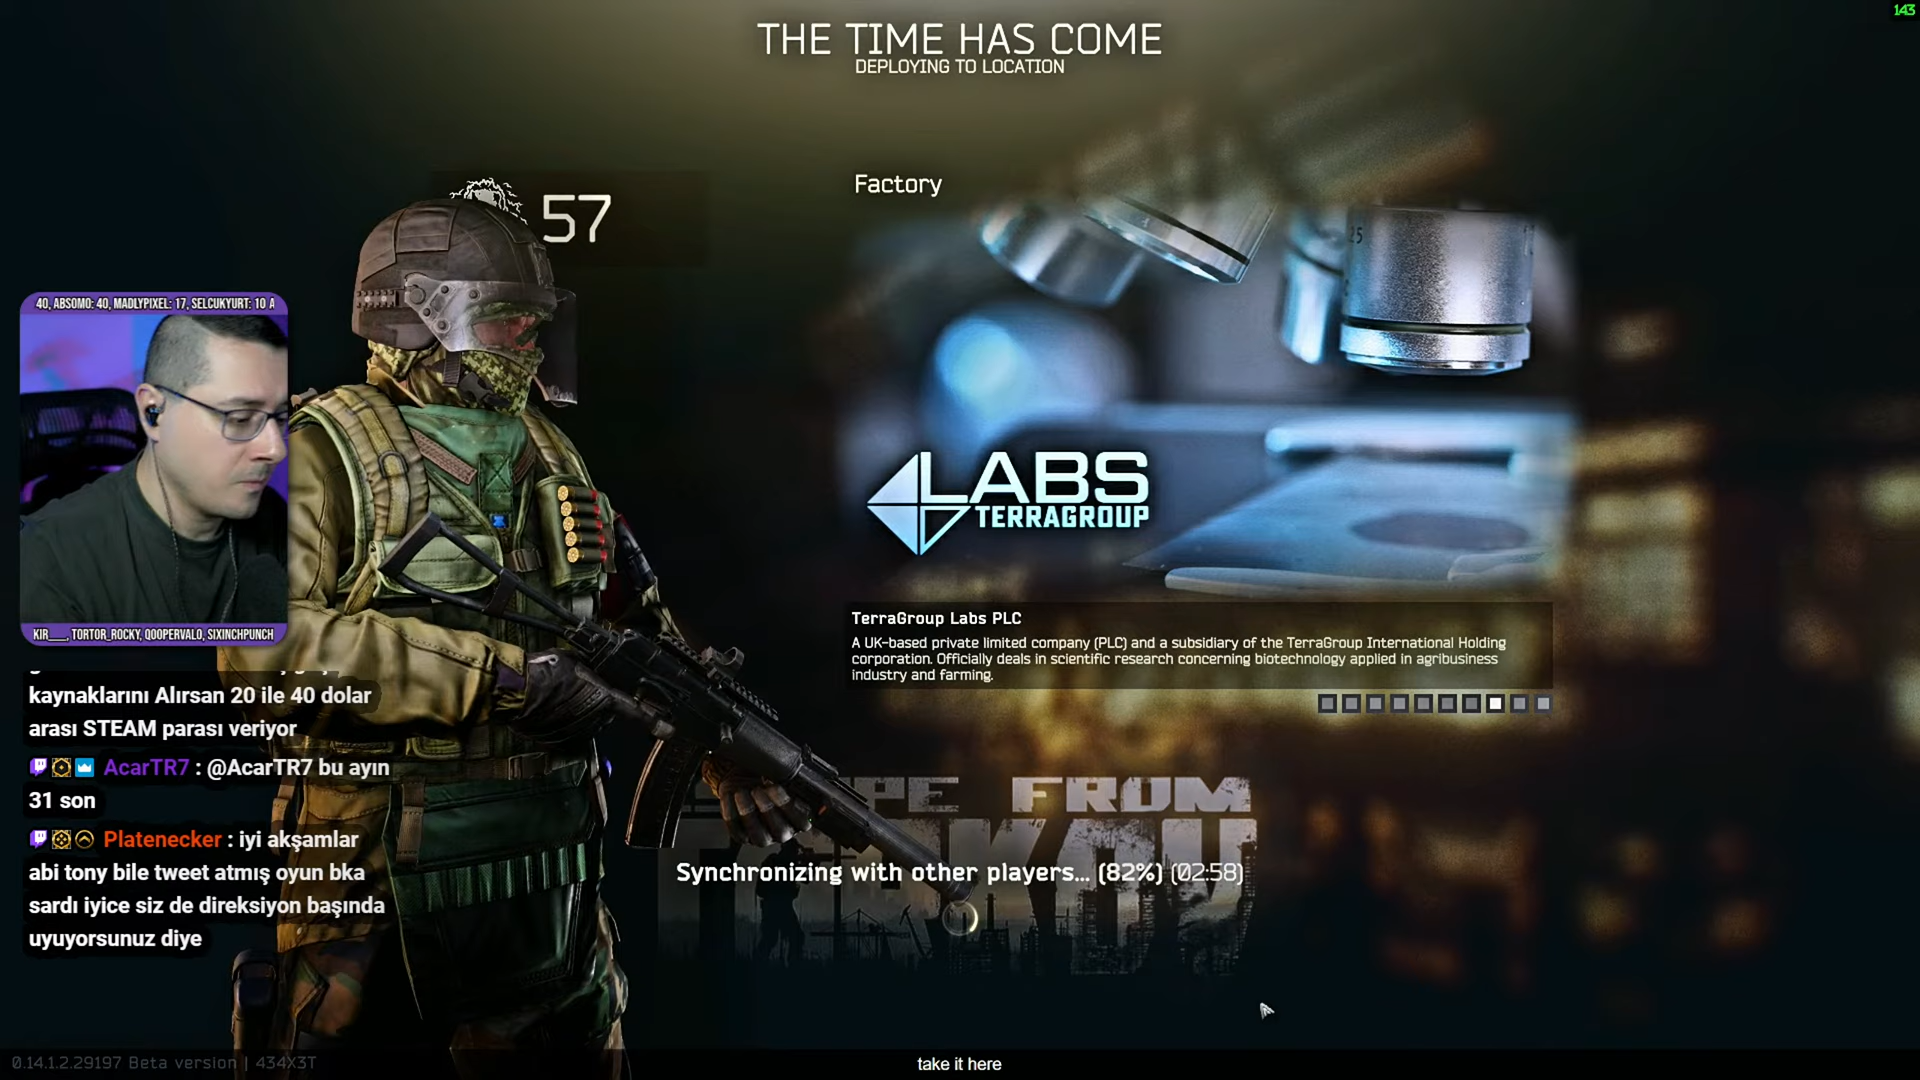 143
THE TIME HAS COME
DEPLOYING TO LOCATION
Factory
57
25
40, ABSOMO: 40, MADLYPIXEL: 17, SELCUKYURT: 10 A
KIR___, TORTOR_ROCKY, QOOPERVALO, SIXINCHPUNCH
LABS
TERRAGROUP
TerraGroup Labs PLC
A UK-based private limited company (PLC) and a subsidiary of the TerraGroup International Holding
corporation. Officially deals in scientific research concerning biotechnology applied in agribusiness
industry and farming.
kaynaklarını Alırsan 20 ile 40 dolar
arası STEAM parası veriyor
AcarTR7 : @AcarTR7 bu ayın
31 son
Platenecker : iyi akşamlar
abi tony bile tweet atmış oyun bka
sardı iyice siz de direksiyon başında
uyuyorsunuz diye
PE FROM
TARKOV
Synchronizing with other players... (82%) (02:58)
0.14.1.2.29197 Beta version | 434X3T
take it here